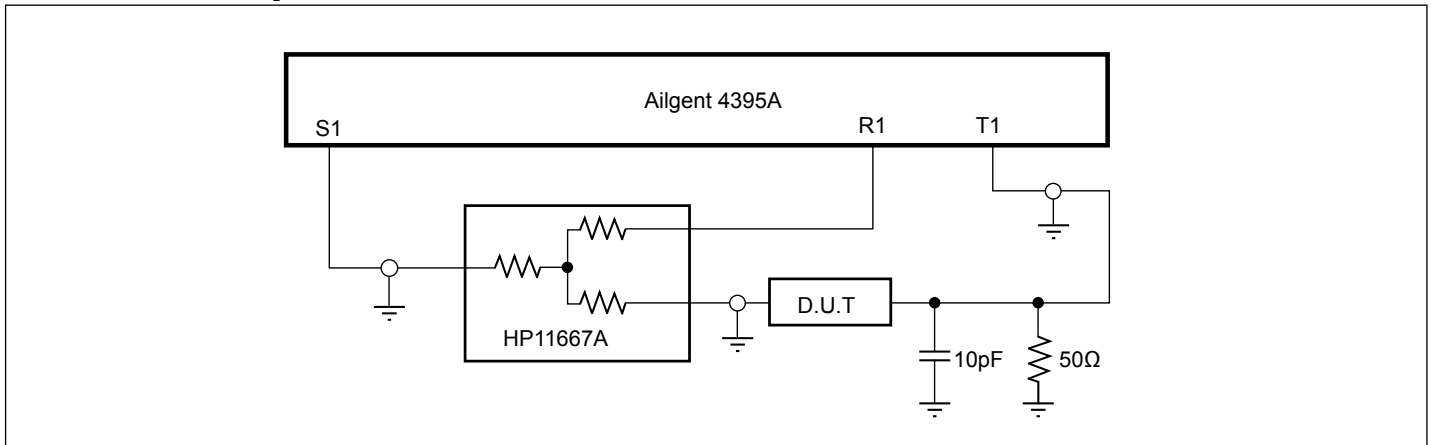 Ailgent 4395A
S1
R1
T1
HP11667A
D.U.T
10pF
50Ω